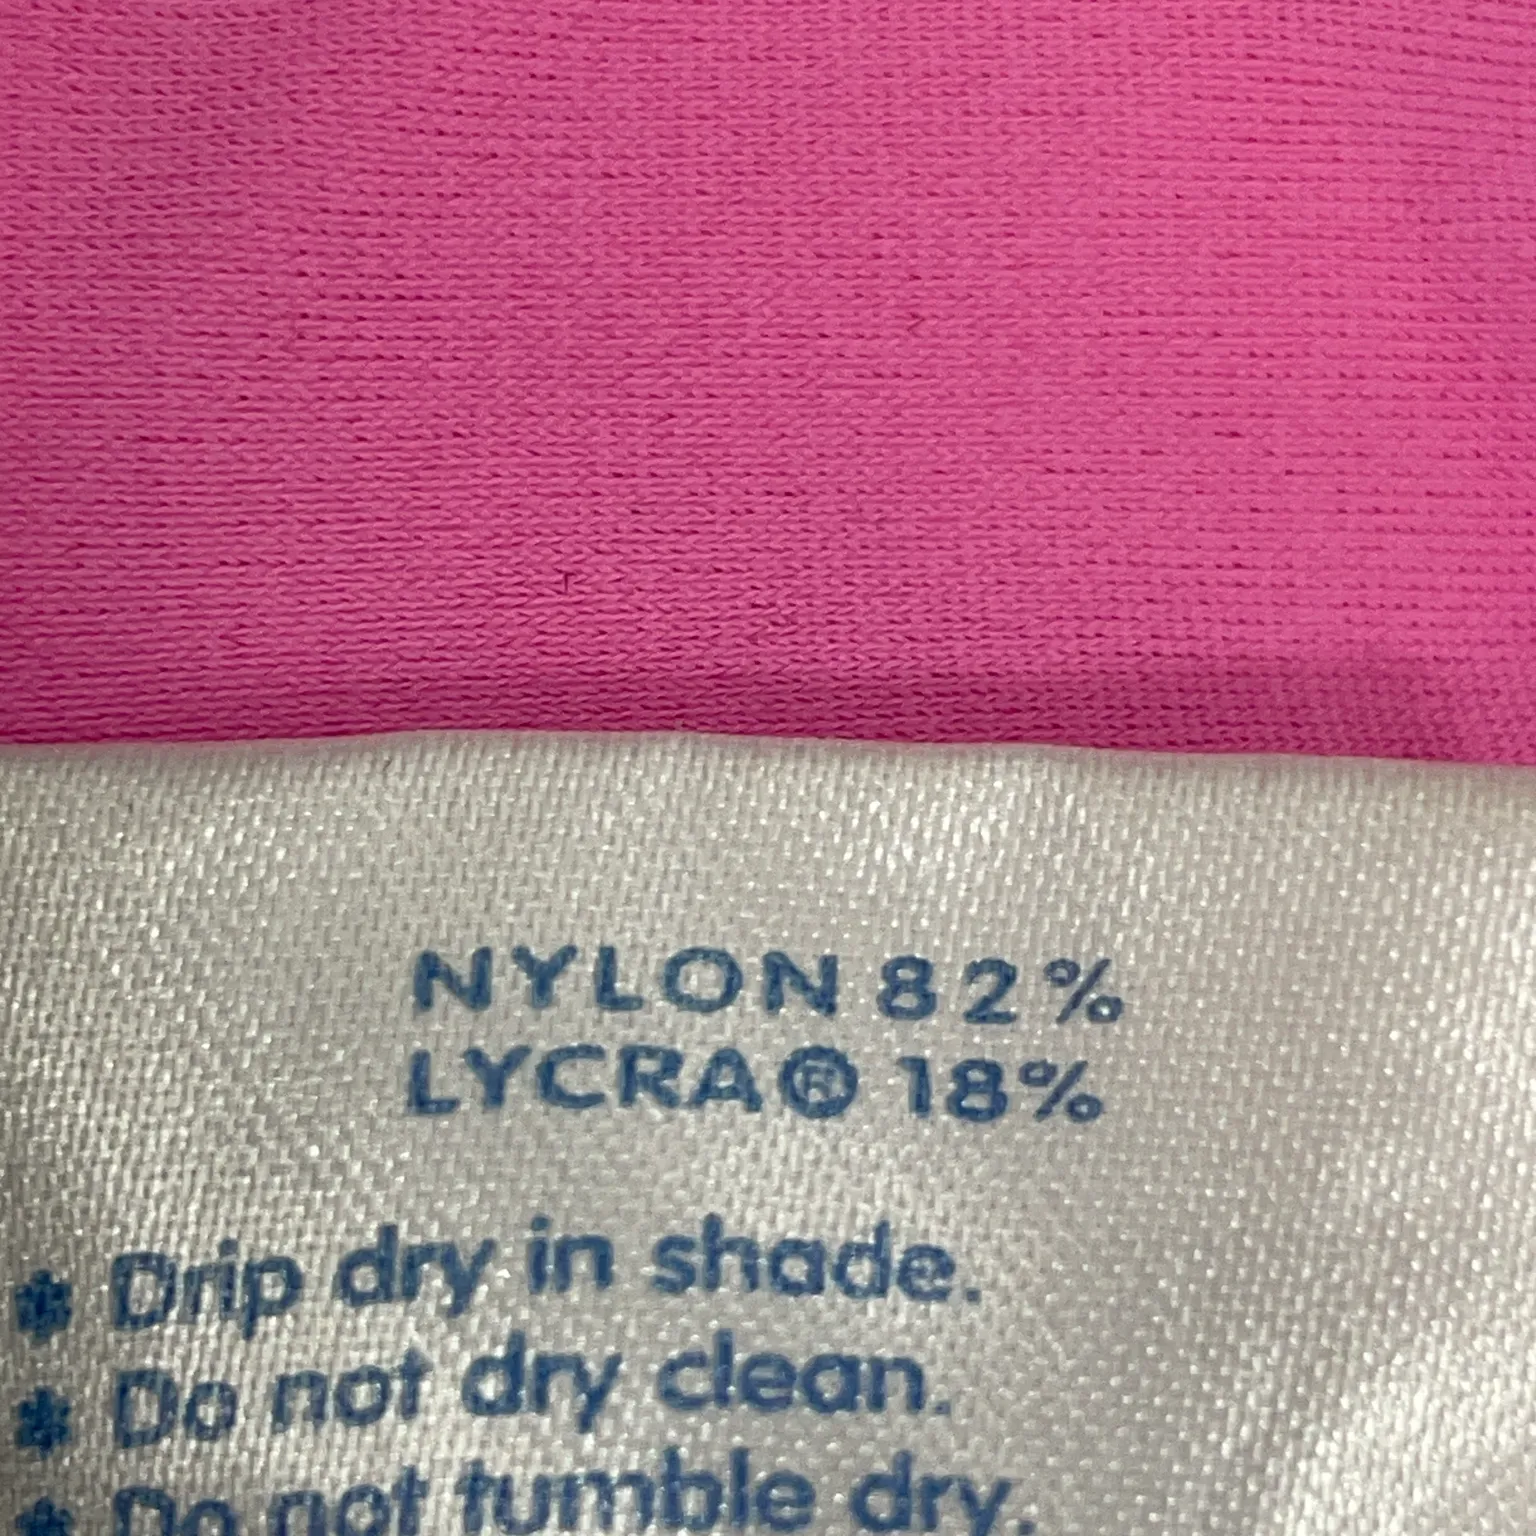 NYLON 82%
LYCRA® 18%
* Drip dry in shade.
* Do not dry clean.
* Do not tumble dry.